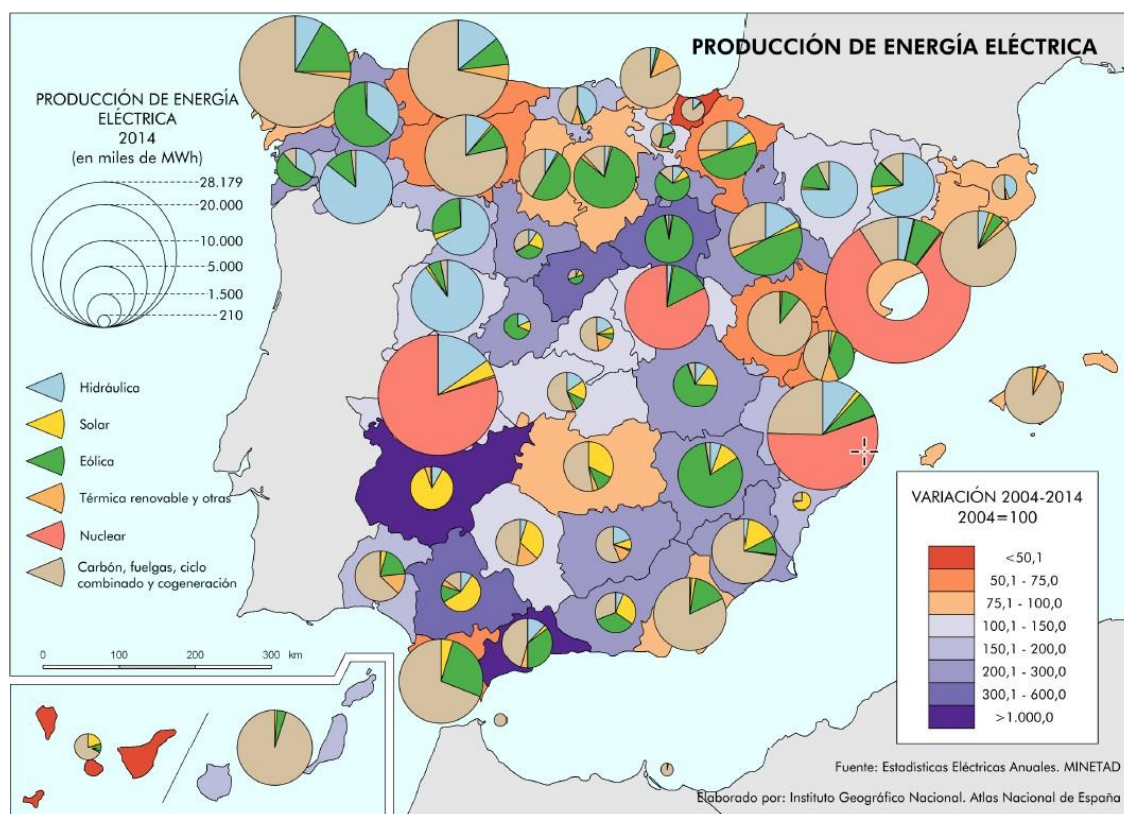 PRODUCCIÓN DE ENERGÍA ELÉCTRICA
PRODUCCIÓN DE ENERGÍA
ELÉCTRICA
2014
(en miles de MWh)
28.179
20.000
10.000
5.000
1.500
210
Hidráulica
Solar
Eólica
Térmica renovable y otras
Nuclear
Carbón, fuelgas, ciclo
combinado y cogeneración
0 100 200 300 km
VARIACIÓN 2004-2014
2004=100
<50,1
50,1 - 75,0
75,1 - 100,0
100,1 - 150,0
150,1 - 200,0
200,1 - 300,0
300,1 - 600,0
>1.000,0
Fuente: Estadísticas Eléctricas Anuales. MINETAD
Elaborado por: Instituto Geográfico Nacional. Atlas Nacional de España